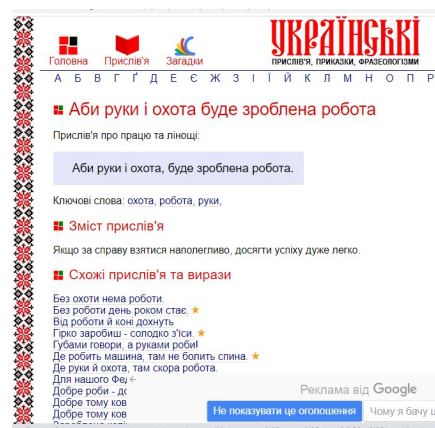 УКРАЇНСЬКІ
ПРИСЛІВ'Я, ПРИКАЗКИ, ФРАЗЕОЛОГІЗМИ
Головна Прислів'я Загадки
А Б В Г Ґ Д Е Є Ж З І Ї Й К Л М Н О П Р
Аби руки і охота буде зроблена робота
Прислів'я про працю та лінощі:
Аби руки і охота, буде зроблена робота.
Ключові слова: охота, робота, руки,
Зміст прислів'я
Якщо за справу взятися наполегливо, досягти успіху дуже легко.
Схожі прислів'я та вирази
Без охоти нема роботи.
Без роботи день роком стає.
Від роботи й коні дохнуть
Гірко заробиш - солодко з'їси.
Губами говори, а руками роби!
Де робить машина, там не болить спина.
Де руки й охота, там скора робота.
Для нашого
Добре роби -
Добре тому ков
Добре тому ков
Реклама від Google
Не показувати це оголошення
Чому я бачу